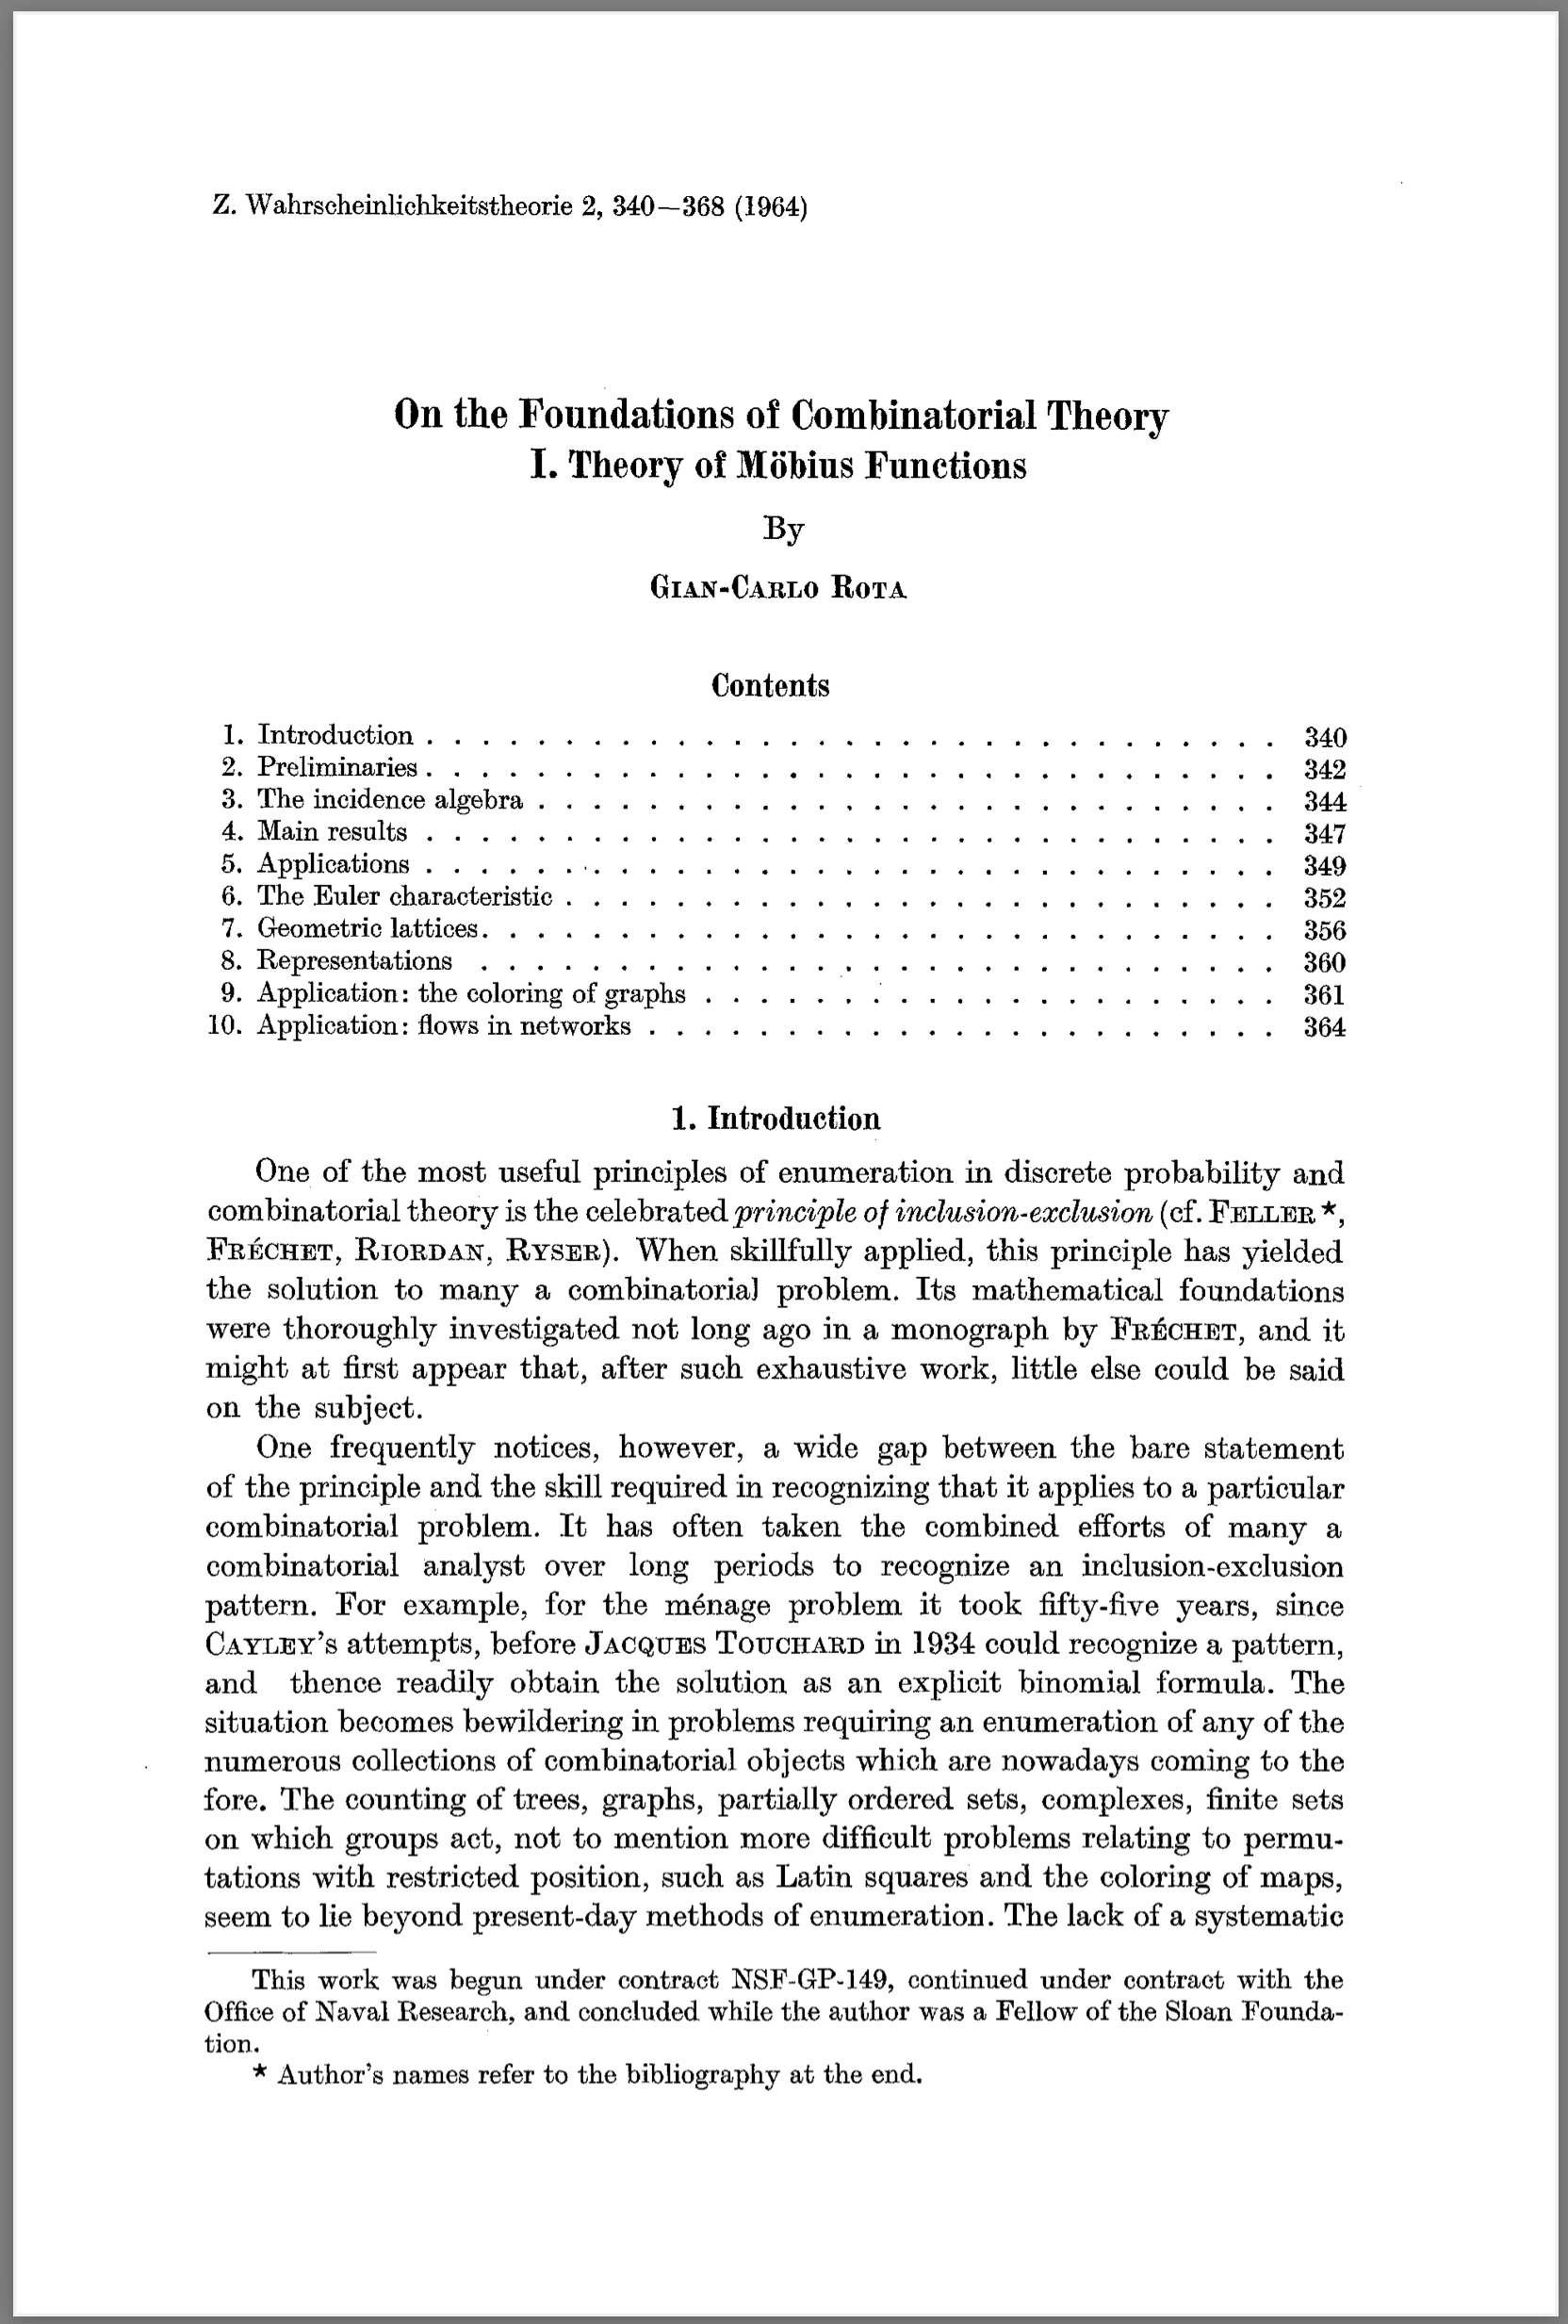 Z. Wahrscheinlichkeitstheorie 2, 340—368 (1964)
On the Foundations of Combinatorial Theory
I. Theory of Möbius Functions
By
GIAN-CARLO ROTA
Contents
1. Introduction . . . . . . . . . . . . . . . . . . . . . . . . . . . . . . . 340
2. Preliminaries . . . . . . . . . . . . . . . . . . . . . . . . . . . . . . . 342
3. The incidence algebra . . . . . . . . . . . . . . . . . . . . . . . . . . . 344
4. Main results . . . . . . . . . . . . . . . . . . . . . . . . . . . . . . . 347
5. Applications . . . . . . . . . . . . . . . . . . . . . . . . . . . . . . . 349
6. The Euler characteristic . . . . . . . . . . . . . . . . . . . . . . . . . . 352
7. Geometric lattices . . . . . . . . . . . . . . . . . . . . . . . . . . . . . 356
8. Representations . . . . . . . . . . . . . . . . . . . . . . . . . . . . . 360
9. Application: the coloring of graphs . . . . . . . . . . . . . . . . . . . . . 361
10. Application: flows in networks . . . . . . . . . . . . . . . . . . . . . . . 364
1. Introduction
One of the most useful principles of enumeration in discrete probability and
combinatorial theory is the celebrated principle of inclusion-exclusion (cf. FELLER *,
FRÉCHET, RIORDAN, RYSER). When skillfully applied, this principle has yielded
the solution to many a combinatorial problem. Its mathematical foundations
were thoroughly investigated not long ago in a monograph by FRÉCHET, and it
might at first appear that, after such exhaustive work, little else could be said
on the subject.
One frequently notices, however, a wide gap between the bare statement
of the principle and the skill required in recognizing that it applies to a particular
combinatorial problem. It has often taken the combined efforts of many a
combinatorial analyst over long periods to recognize an inclusion-exclusion
pattern. For example, for the ménage problem it took fifty-five years, since
CAYLEY's attempts, before JACQUES TOUCHARD in 1934 could recognize a pattern,
and thence readily obtain the solution as an explicit binomial formula. The
situation becomes bewildering in problems requiring an enumeration of any of the
numerous collections of combinatorial objects which are nowadays coming to the
fore. The counting of trees, graphs, partially ordered sets, complexes, finite sets
on which groups act, not to mention more difficult problems relating to permu-
tations with restricted position, such as Latin squares and the coloring of maps,
seem to lie beyond present-day methods of enumeration. The lack of a systematic
This work was begun under contract NSF-GP-149, continued under contract with the
Office of Naval Research, and concluded while the author was a Fellow of the Sloan Founda-
tion.
* Author's names refer to the bibliography at the end.